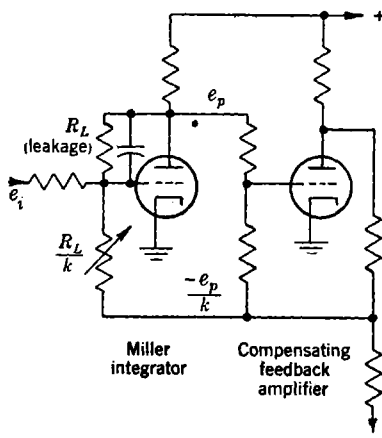 +
e_p
R_L
(leakage)
e_i
R_L
k
-e_p
k
Miller
integrator
Compensating
feedback
amplifier